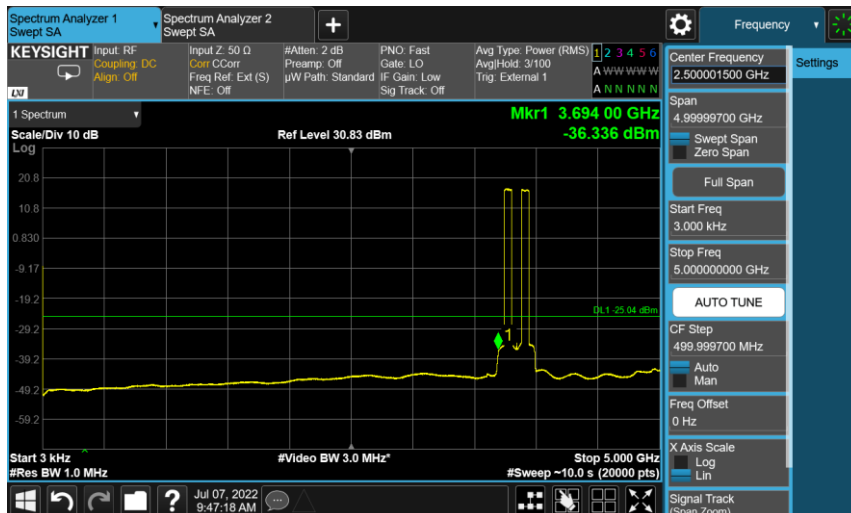 Spectrum Analyzer 1
Swept SA
Spectrum Analyzer 2
Swept SA
Frequency
KEYSIGHT
LXI
Input: RF
Coupling: DC
Align: Off
Input Z: 50 Ω
Corr CCorr
Freq Ref: Ext (S)
NFE: Off
#Atten: 2 dB
Preamp: Off
µW Path: Standard
PNO: Fast
Gate: LO
IF Gain: Low
Sig Track: Off
Avg Type: Power (RMS)
Avg|Hold: 3/100
Trig: External 1
1 2 3 4 5 6
A W W W W W
A N N N N N
1 Spectrum
Scale/Div 10 dB
Log
Ref Level 30.83 dBm
Mkr1 3.694 00 GHz
-36.336 dBm
20.8
10.8
0.830
-9.17
-19.2
-29.2
-39.2
-49.2
-59.2
DL1 -25.04 dBm
1
Start 3 kHz
#Res BW 1.0 MHz
#Video BW 3.0 MHz*
Stop 5.000 GHz
#Sweep ~10.0 s (20000 pts)
Jul 07, 2022
9:47:18 AM
Center Frequency
2.500001500 GHz
Settings
Span
4.99999700 GHz
Swept Span
Zero Span
Full Span
Start Freq
3.000 kHz
Stop Freq
5.000000000 GHz
AUTO TUNE
CF Step
499.999700 MHz
Auto
Man
Freq Offset
0 Hz
X Axis Scale
Log
Lin
Signal Track
(Span Zoom)